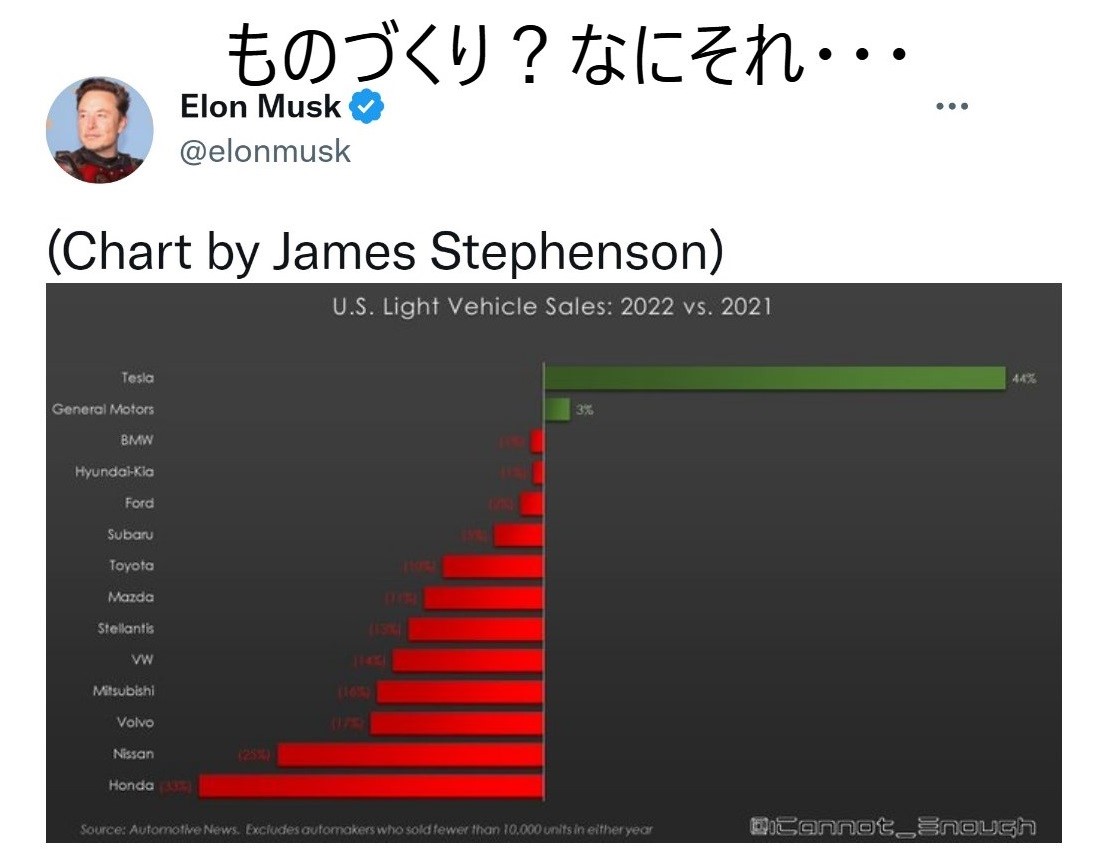 ものづくり？なにそれ・・・
Elon Musk
@elonmusk
(Chart by James Stephenson)
U.S. Light Vehicle Sales: 2022 vs. 2021
Tesla 44%
General Motors 3%
BMW
Hyundai-Kia (1%)
Ford (2%)
Subaru
Toyota (10%)
Mazda (11%)
Stellantis (13%)
VW (14%)
Mitsubishi (16%)
Volvo (17%)
Nissan (25%)
Honda (33%)
Source: Automotive News. Excludes automakers who sold fewer than 10,000 units in either year
@iCannot_Enough